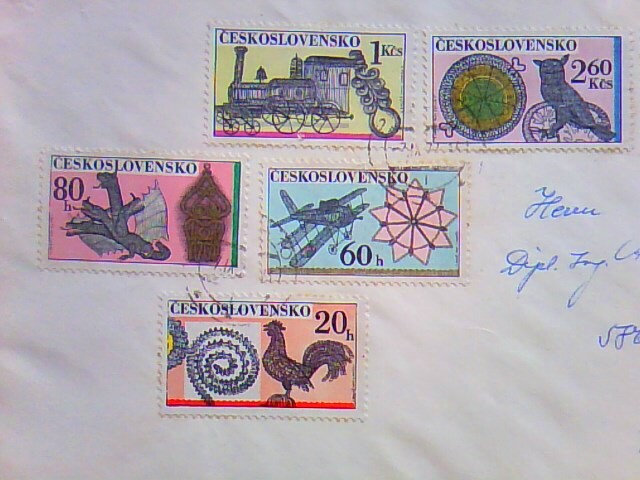 ČESKOSLOVENSKO
1 Kčs
ČESKOSLOVENSKO
2 60
Kčs
ČESKOSLOVENSKO
80
h
ČESKOSLOVENSKO
60 h
ČESKOSLOVENSKO
20 h
Herrn
Dipl. Ing.